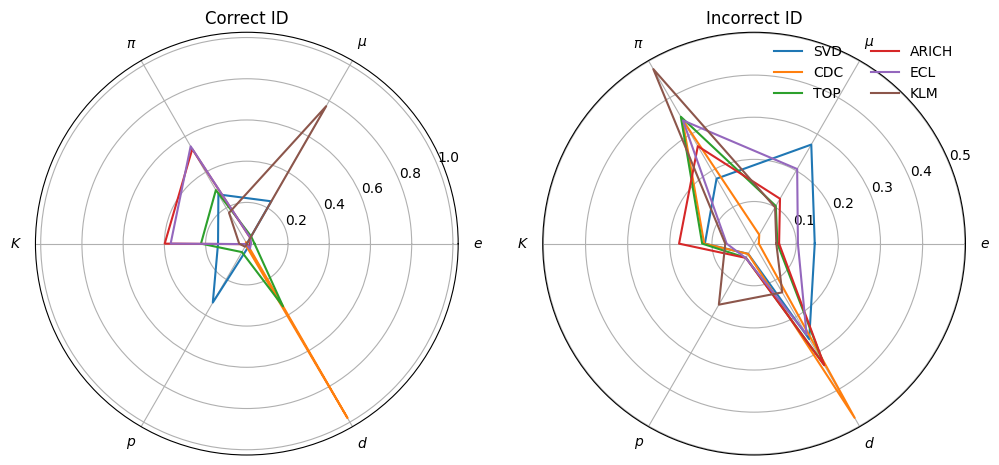 Correct ID
π
μ
1.0
0.8
0.6
0.4
0.2
K
e
p
d
Incorrect ID
π
μ
SVD
ARICH
CDC
ECL
TOP
KLM
0.5
0.4
0.3
0.2
0.1
K
e
p
d